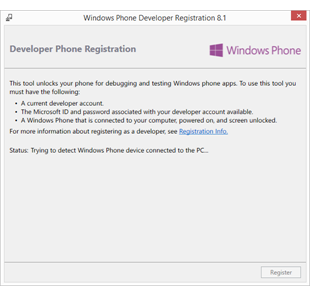 Windows Phone Developer Registration 8.1
Developer Phone Registration
Windows Phone
This tool unlocks your phone for debugging and testing Windows phone apps. To use this tool you
must have the following:
• A current developer account.
• The Microsoft ID and password associated with your developer account available.
• A Windows Phone that is connected to your computer, powered on, and screen unlocked.
For more information about registering as a developer, see Registration Info.
Status: Trying to detect Windows Phone device connected to the PC...
Register